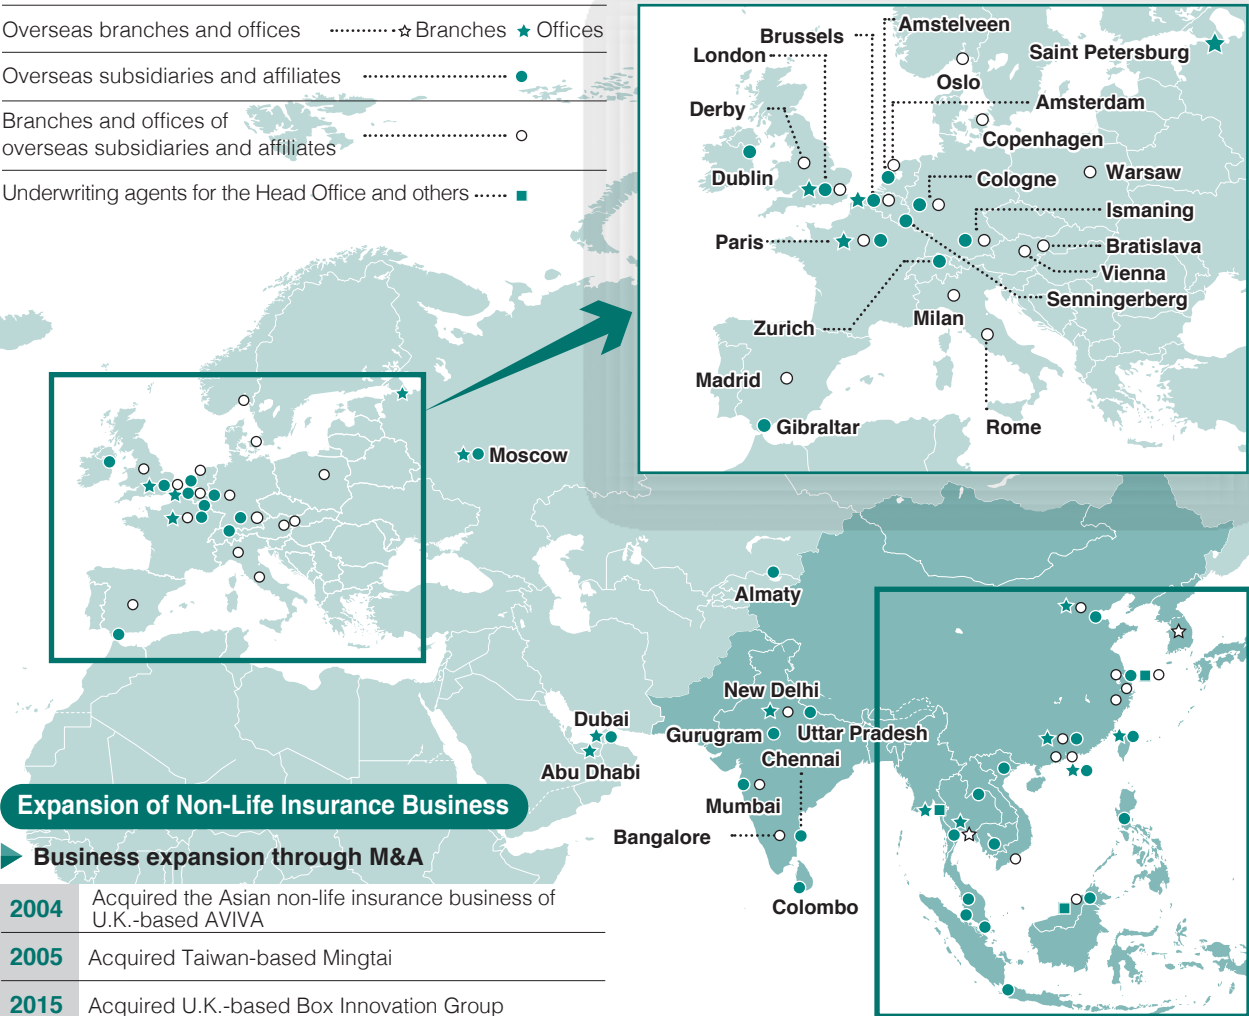 Overseas branches and offices ☆ Branches ★ Offices
Overseas subsidiaries and affiliates ●
Branches and offices of
overseas subsidiaries and affiliates ○
Underwriting agents for the Head Office and others ■
Amstelveen
Brussels
London
Saint Petersburg
Oslo
Derby
Amsterdam
Copenhagen
Dublin
Cologne
Warsaw
Ismaning
Paris
Bratislava
Vienna
Senningerberg
Zurich
Milan
Madrid
Gibraltar
Rome
Moscow
Almaty
New Delhi
Dubai
Gurugram
Uttar Pradesh
Chennai
Abu Dhabi
Mumbai
Bangalore
Colombo
Expansion of Non-Life Insurance Business
Business expansion through M&A
2004 Acquired the Asian non-life insurance business of
U.K.-based AVIVA
2005 Acquired Taiwan-based Mingtai
2015 Acquired U.K.-based Box Innovation Group